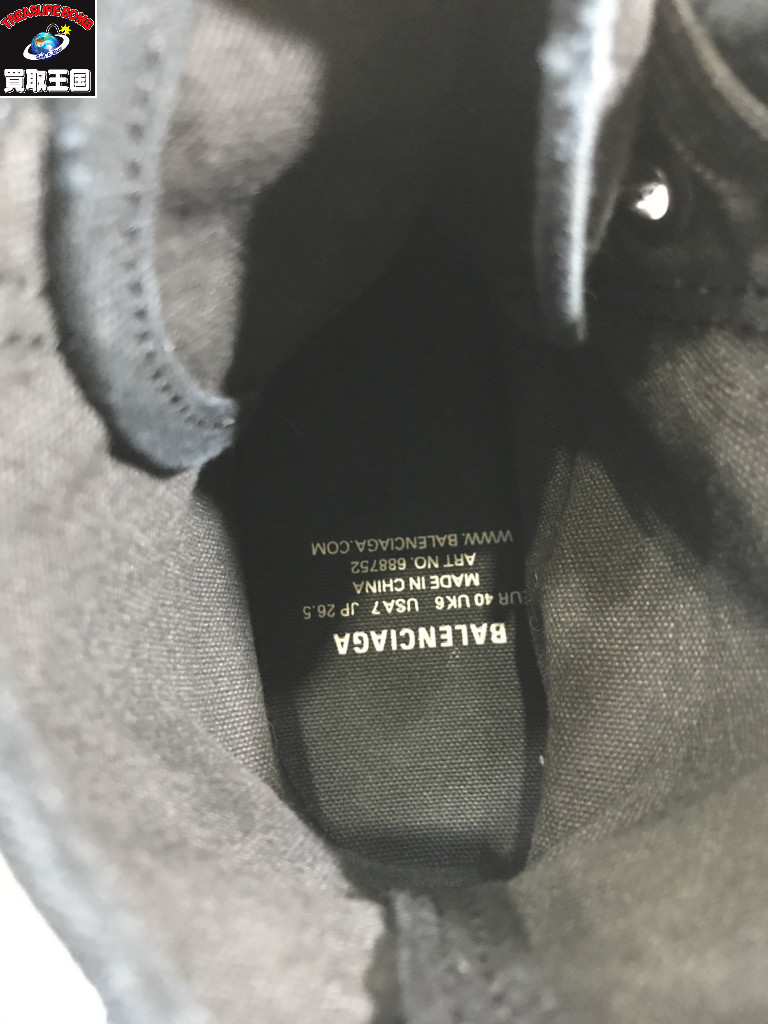 TREASURE BOMB
買取王国
BALENCIAGA
EUR 40 UK6 USA7 JP 26.5
MADE IN CHINA
ART NO. 688752
WWW.BALENCIAGA.COM